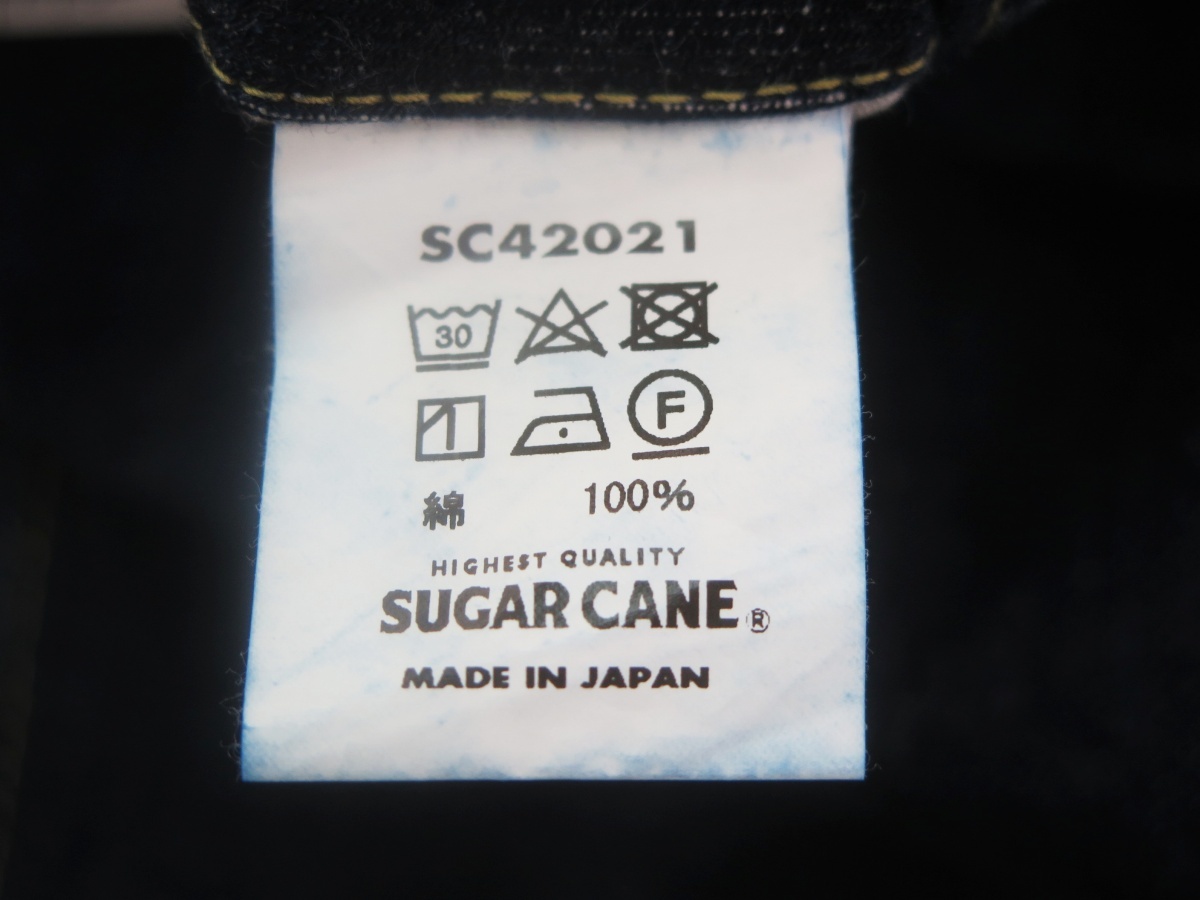 SC42021
30
F
綿 100%
HIGHEST QUALITY
SUGAR CANE®
MADE IN JAPAN